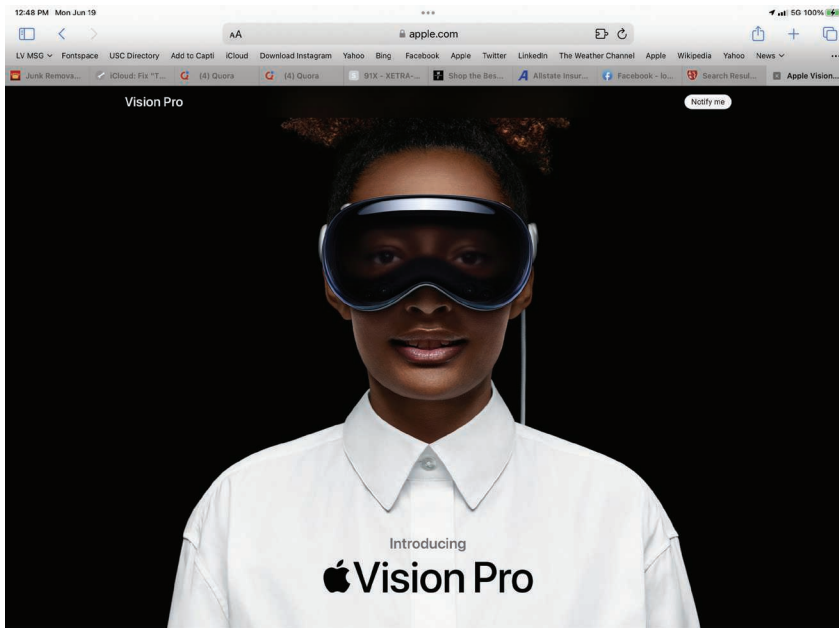 12:48 PM Mon Jun 19
5G 100%
AA
apple.com
LV MSG Fontspace USC Directory Add to Capti iCloud Download Instagram Yahoo Bing Facebook Apple Twitter LinkedIn The Weather Channel Apple Wikipedia Yahoo News
Junk Remova... iCloud: Fix "T... (4) Quora (4) Quora 91X - XETRA-... Shop the Bes... Allstate Insur... Facebook - lo... Search Resul... Apple Vision...
Vision Pro
Notify me
Introducing
Vision Pro